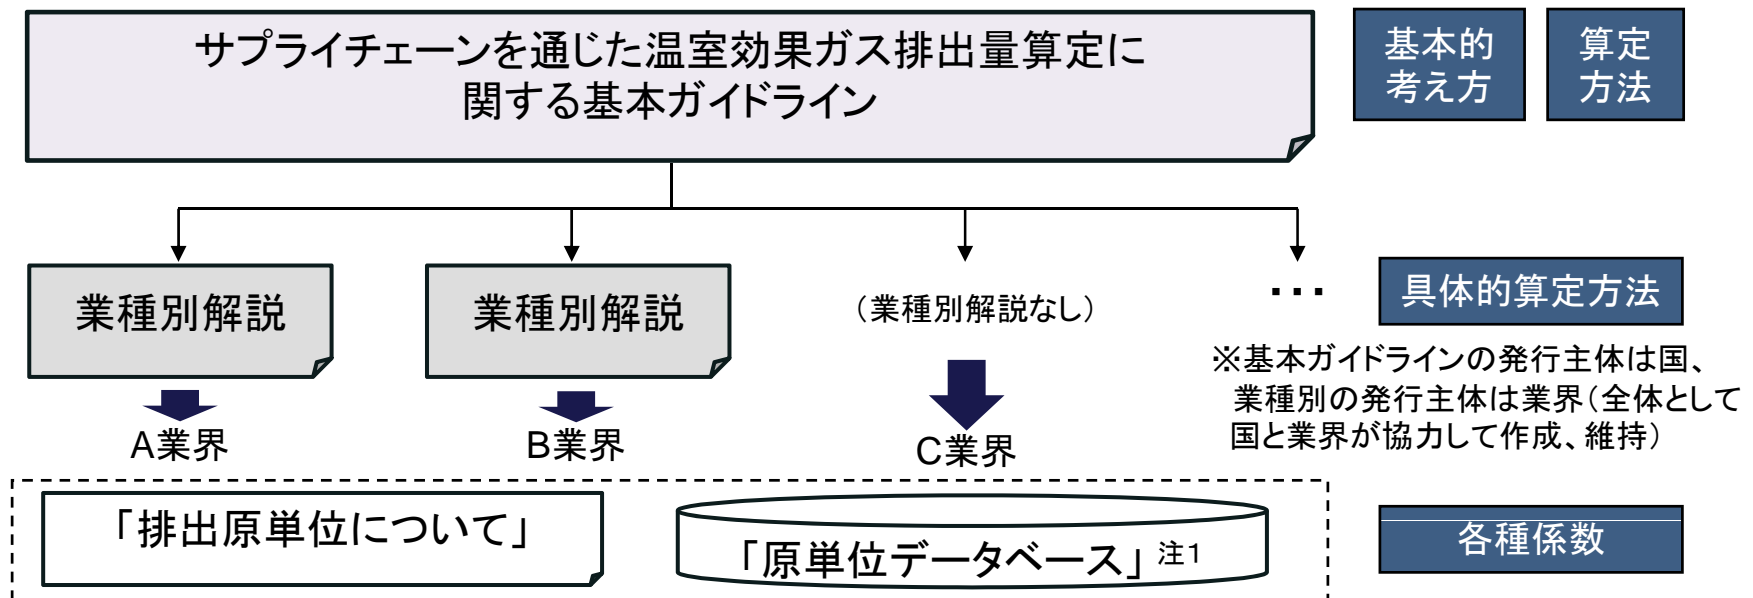 サプライチェーンを通じた温室効果ガス排出量算定に
関する基本ガイドライン
基本的
考え方
算定
方法
業種別解説
業種別解説
（業種別解説なし）
…
具体的算定方法
※基本ガイドラインの発行主体は国、
業種別の発行主体は業界（全体として
国と業界が協力して作成、維持）
A業界
B業界
C業界
「排出原単位について」
「原単位データベース」注1
各種係数